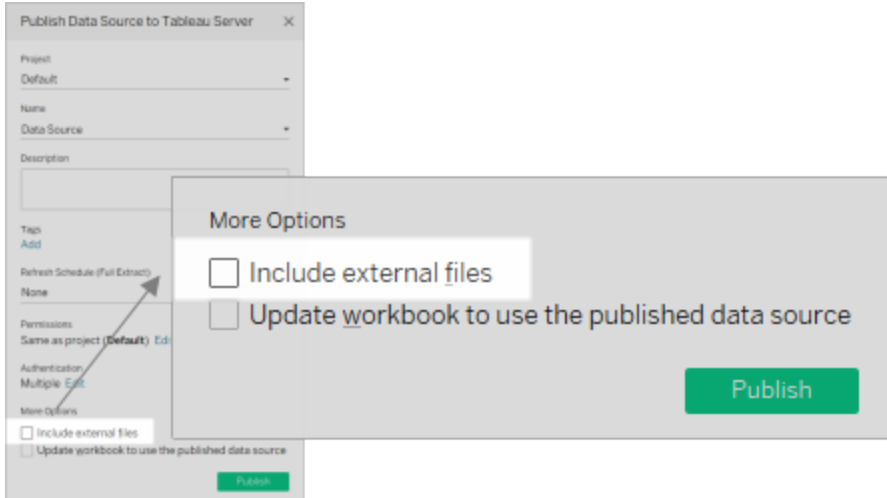 Publish Data Source to Tableau Server ×
Project
Default
Name
Data Source
Description
Tags
Add
Refresh Schedule (Full Extract)
None
Permissions
Same as project (Default) Edi
Authentication
Multiple Edit
More Options
Include external files
Update workbook to use the published data source
Publish
More Options
Include external files
Update workbook to use the published data source
Publish